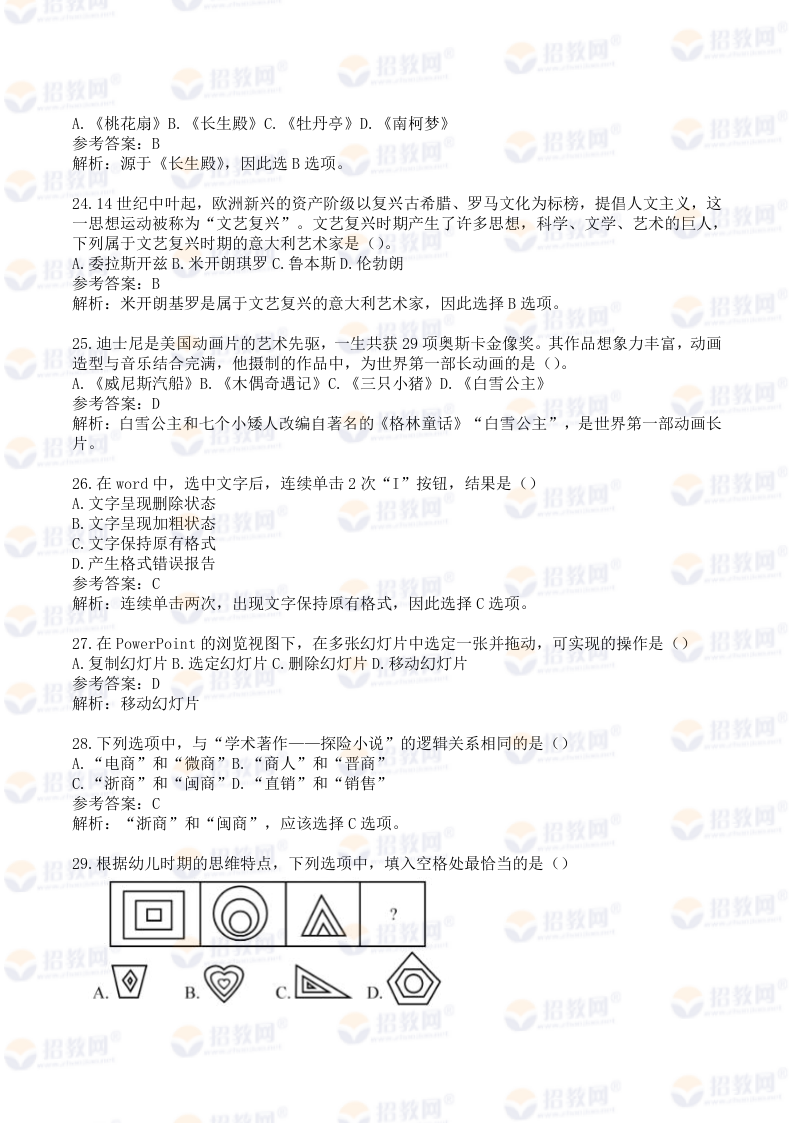 A.《桃花扇》B.《长生殿》C.《牡丹亭》D.《南柯梦》
参考答案：B
解析：源于《长生殿》，因此选 B 选项。
24.14 世纪中叶起，欧洲新兴的资产阶级以复兴古希腊、罗马文化为标榜，提倡人文主义，这
一思想运动被称为“文艺复兴”。文艺复兴时期产生了许多思想，科学、文学、艺术的巨人，
下列属于文艺复兴时期的意大利艺术家是（）。
A.委拉斯开兹 B.米开朗琪罗 C.鲁本斯 D.伦勃朗
参考答案：B
解析：米开朗基罗是属于文艺复兴的意大利艺术家，因此选择 B 选项。
25.迪士尼是美国动画片的艺术先驱，一生共获 29 项奥斯卡金像奖。其作品想象力丰富，动画
造型与音乐结合完满，他摄制的作品中，为世界第一部长动画的是（）。
A.《威尼斯汽船》B.《木偶奇遇记》C.《三只小猪》D.《白雪公主》
参考答案：D
解析：白雪公主和七个小矮人改编自著名的《格林童话》“白雪公主”，是世界第一部动画长
片。
26.在 word 中，选中文字后，连续单击 2 次“I”按钮，结果是（）
A.文字呈现删除状态
B.文字呈现加粗状态
C.文字保持原有格式
D.产生格式错误报告
参考答案：C
解析：连续单击两次，出现文字保持原有格式，因此选择 C 选项。
27.在 PowerPoint 的浏览视图下，在多张幻灯片中选定一张并拖动，可实现的操作是（）
A.复制幻灯片 B.选定幻灯片 C.删除幻灯片 D.移动幻灯片
参考答案：D
解析：移动幻灯片
28.下列选项中，与“学术著作——探险小说”的逻辑关系相同的是（）
A.“电商”和“微商”B.“商人”和“晋商”
C.“浙商”和“闽商”D.“直销”和“销售”
参考答案：C
解析：“浙商”和“闽商”，应该选择 C 选项。
29.根据幼儿时期的思维特点，下列选项中，填入空格处最恰当的是（）
?
A. B. C. D.
招教网